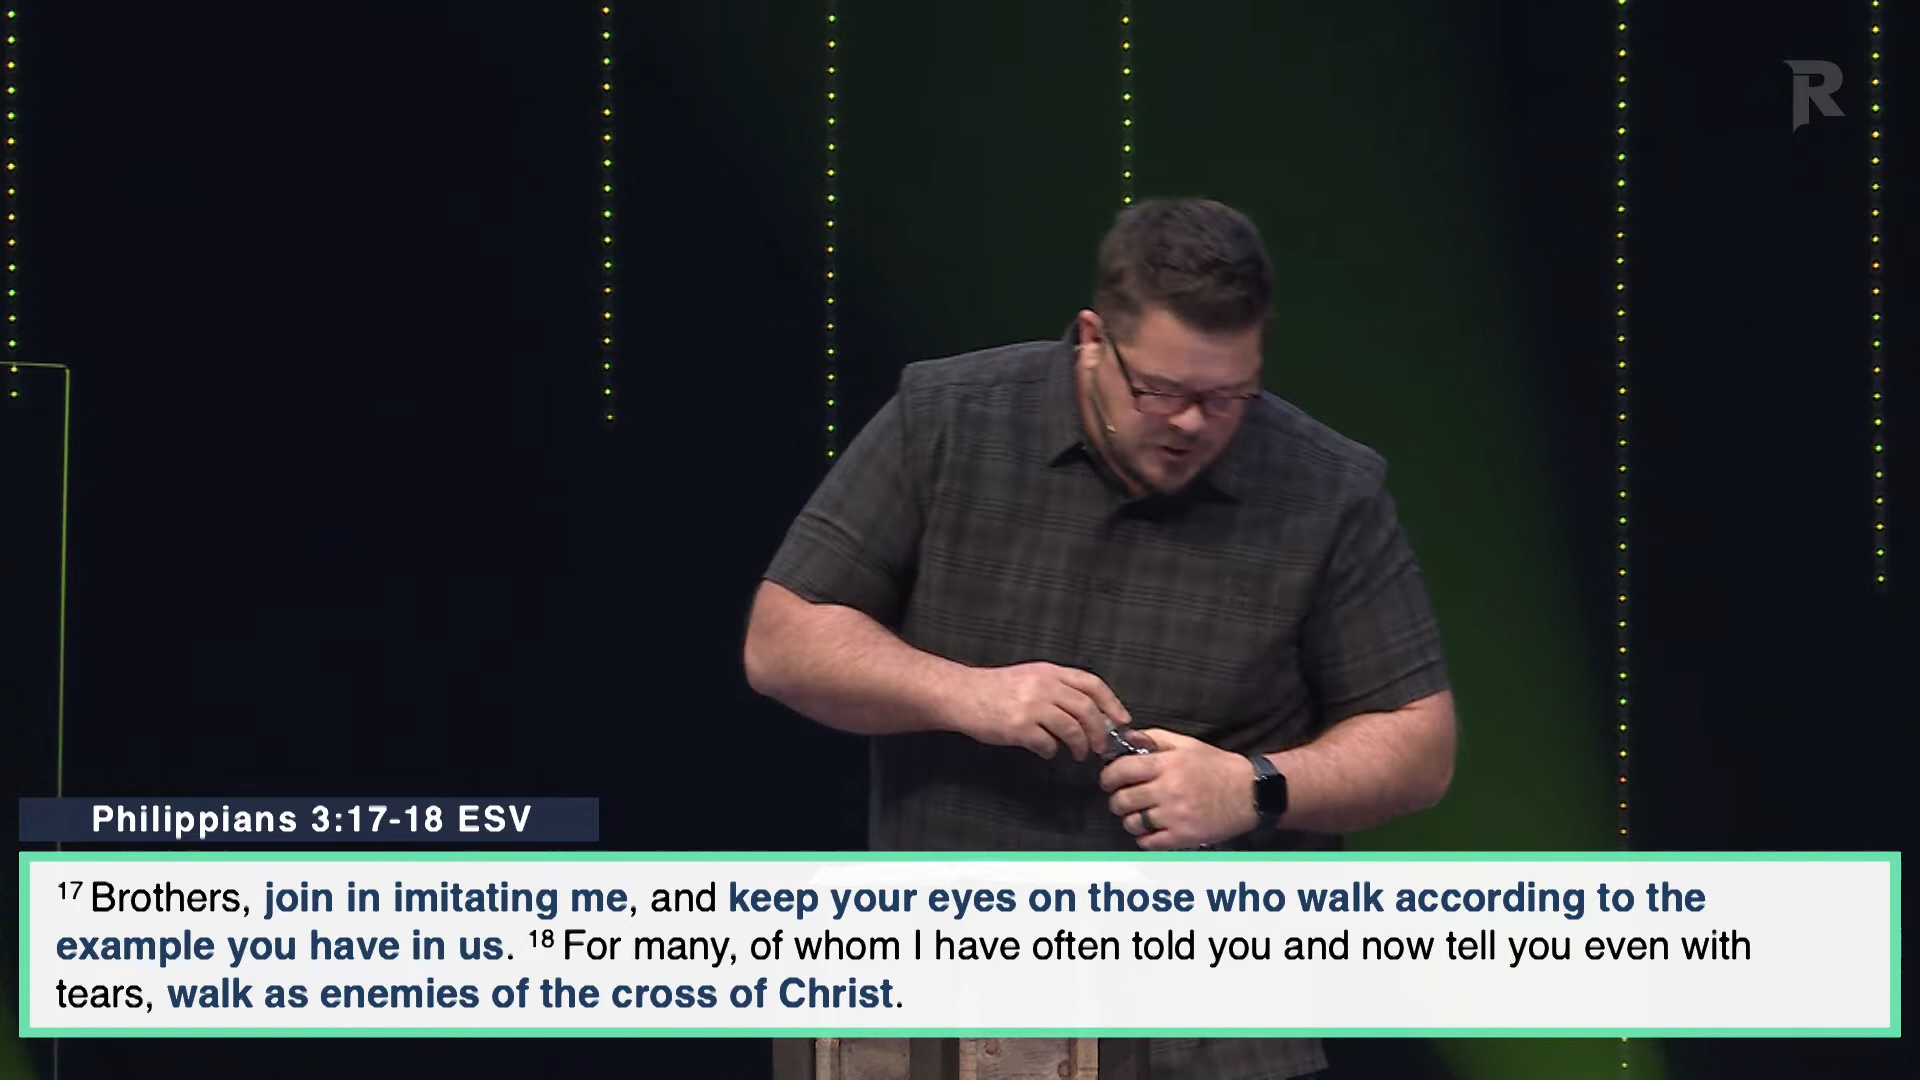 R
Philippians 3:17-18 ESV
17 Brothers, join in imitating me, and keep your eyes on those who walk according to the
example you have in us. 18 For many, of whom I have often told you and now tell you even with
tears, walk as enemies of the cross of Christ.